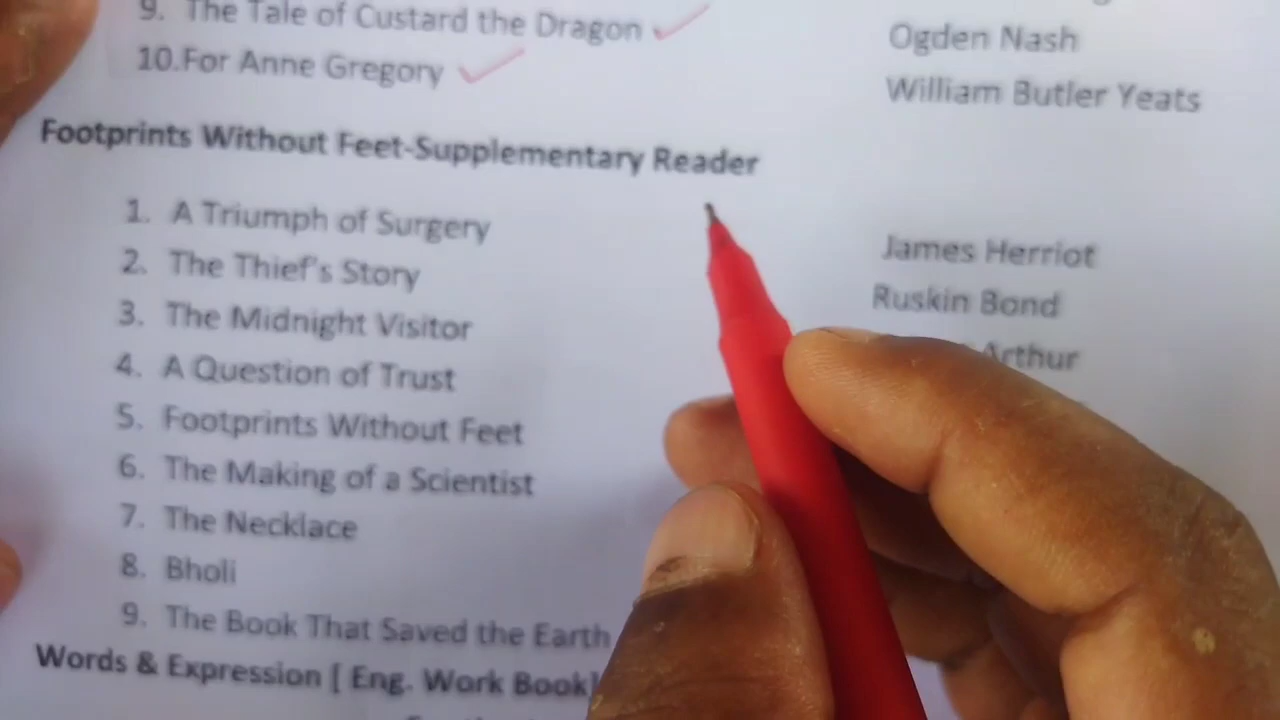 9. The Tale of Custard the Dragon Ogden Nash
10.For Anne Gregory William Butler Yeats
Footprints Without Feet-Supplementary Reader
1. A Triumph of Surgery James Herriot
2. The Thief's Story Ruskin Bond
3. The Midnight Visitor Arthur
4. A Question of Trust
5. Footprints Without Feet
6. The Making of a Scientist
7. The Necklace
8. Bholi
9. The Book That Saved the Earth
Words & Expression [ Eng. Work Book]